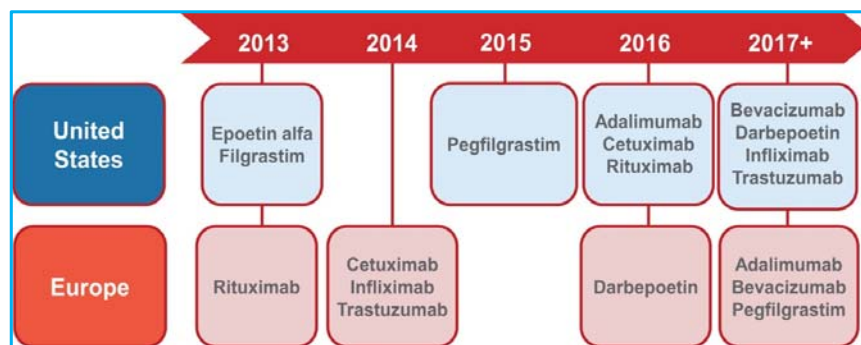 2013 2014 2015 2016 2017+
United
States
Epoetin alfa
Filgrastim
Pegfilgrastim
Adalimumab
Cetuximab
Rituximab
Bevacizumab
Darbepoetin
Infliximab
Trastuzumab
Europe
Rituximab
Cetuximab
Infliximab
Trastuzumab
Darbepoetin
Adalimumab
Bevacizumab
Pegfilgrastim